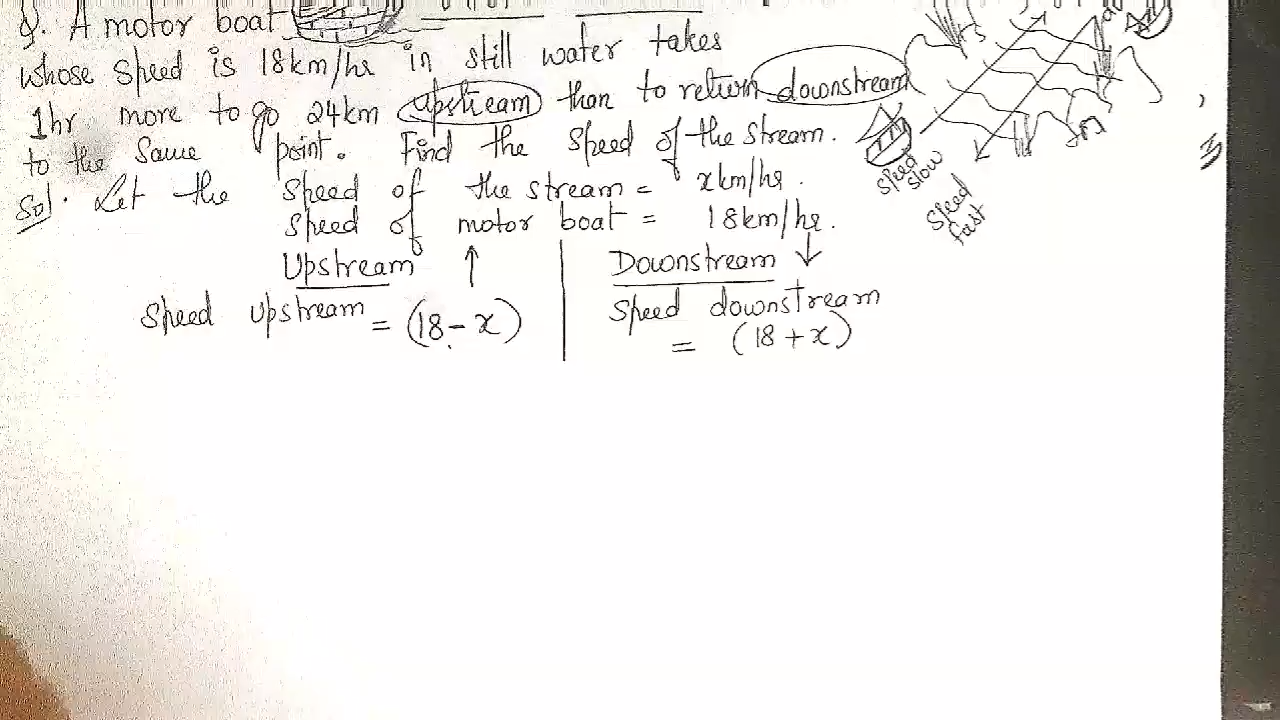 Q. A motor boat
whose speed is 18km/hr in still water takes
1hr more to go 24km upstream than to return downstream
to the same point. Find the speed of the stream.
Sol. Let the speed of the stream = xkm/hr.
speed of motor boat = 18km/hr.
Upstream ↑
Speed upstream = (18 - x)
Downstream ↓
Speed downstream
= (18 + x)
Speed slow
Speed fast